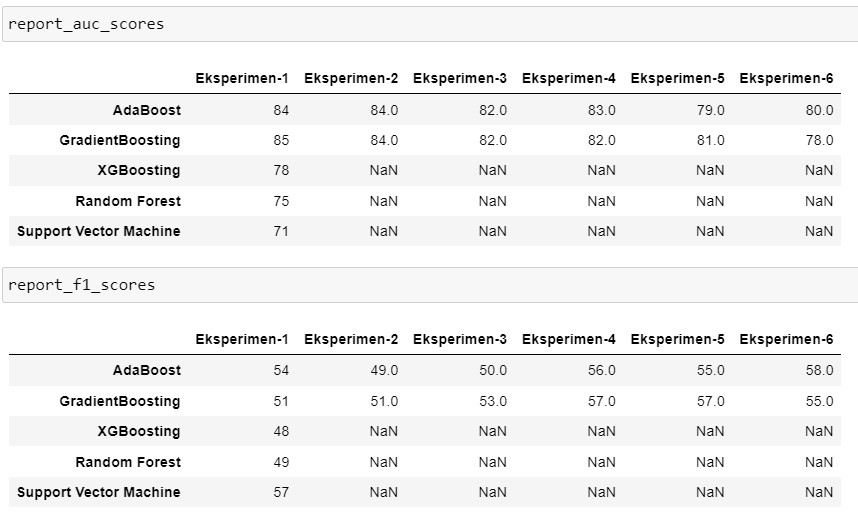 report_auc_scores
Eksperimen-1 Eksperimen-2 Eksperimen-3 Eksperimen-4 Eksperimen-5 Eksperimen-6
AdaBoost 84 84.0 82.0 83.0 79.0 80.0
GradientBoosting 85 84.0 82.0 82.0 81.0 78.0
XGBoosting 78 NaN NaN NaN NaN NaN
Random Forest 75 NaN NaN NaN NaN NaN
Support Vector Machine 71 NaN NaN NaN NaN NaN
report_f1_scores
Eksperimen-1 Eksperimen-2 Eksperimen-3 Eksperimen-4 Eksperimen-5 Eksperimen-6
AdaBoost 54 49.0 50.0 56.0 55.0 58.0
GradientBoosting 51 51.0 53.0 57.0 57.0 55.0
XGBoosting 48 NaN NaN NaN NaN NaN
Random Forest 49 NaN NaN NaN NaN NaN
Support Vector Machine 57 NaN NaN NaN NaN NaN